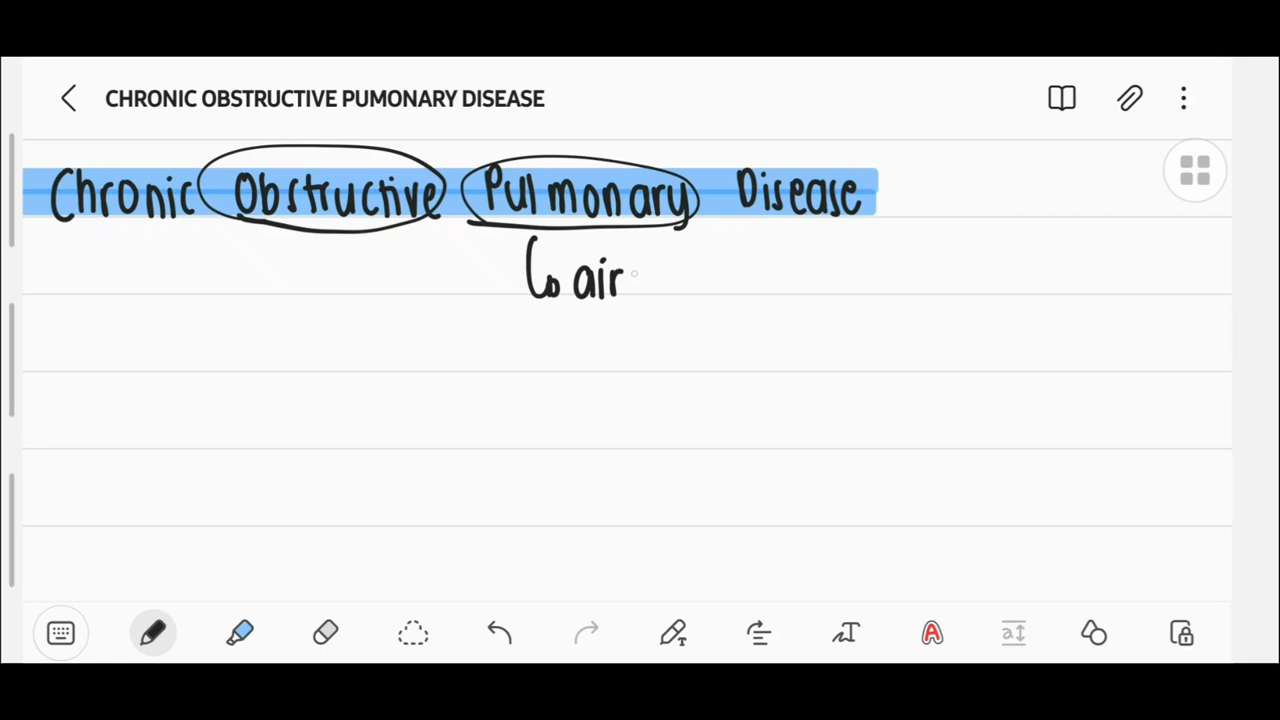 CHRONIC OBSTRUCTIVE PUMONARY DISEASE
Chronic Obstructive Pulmonary Disease
air